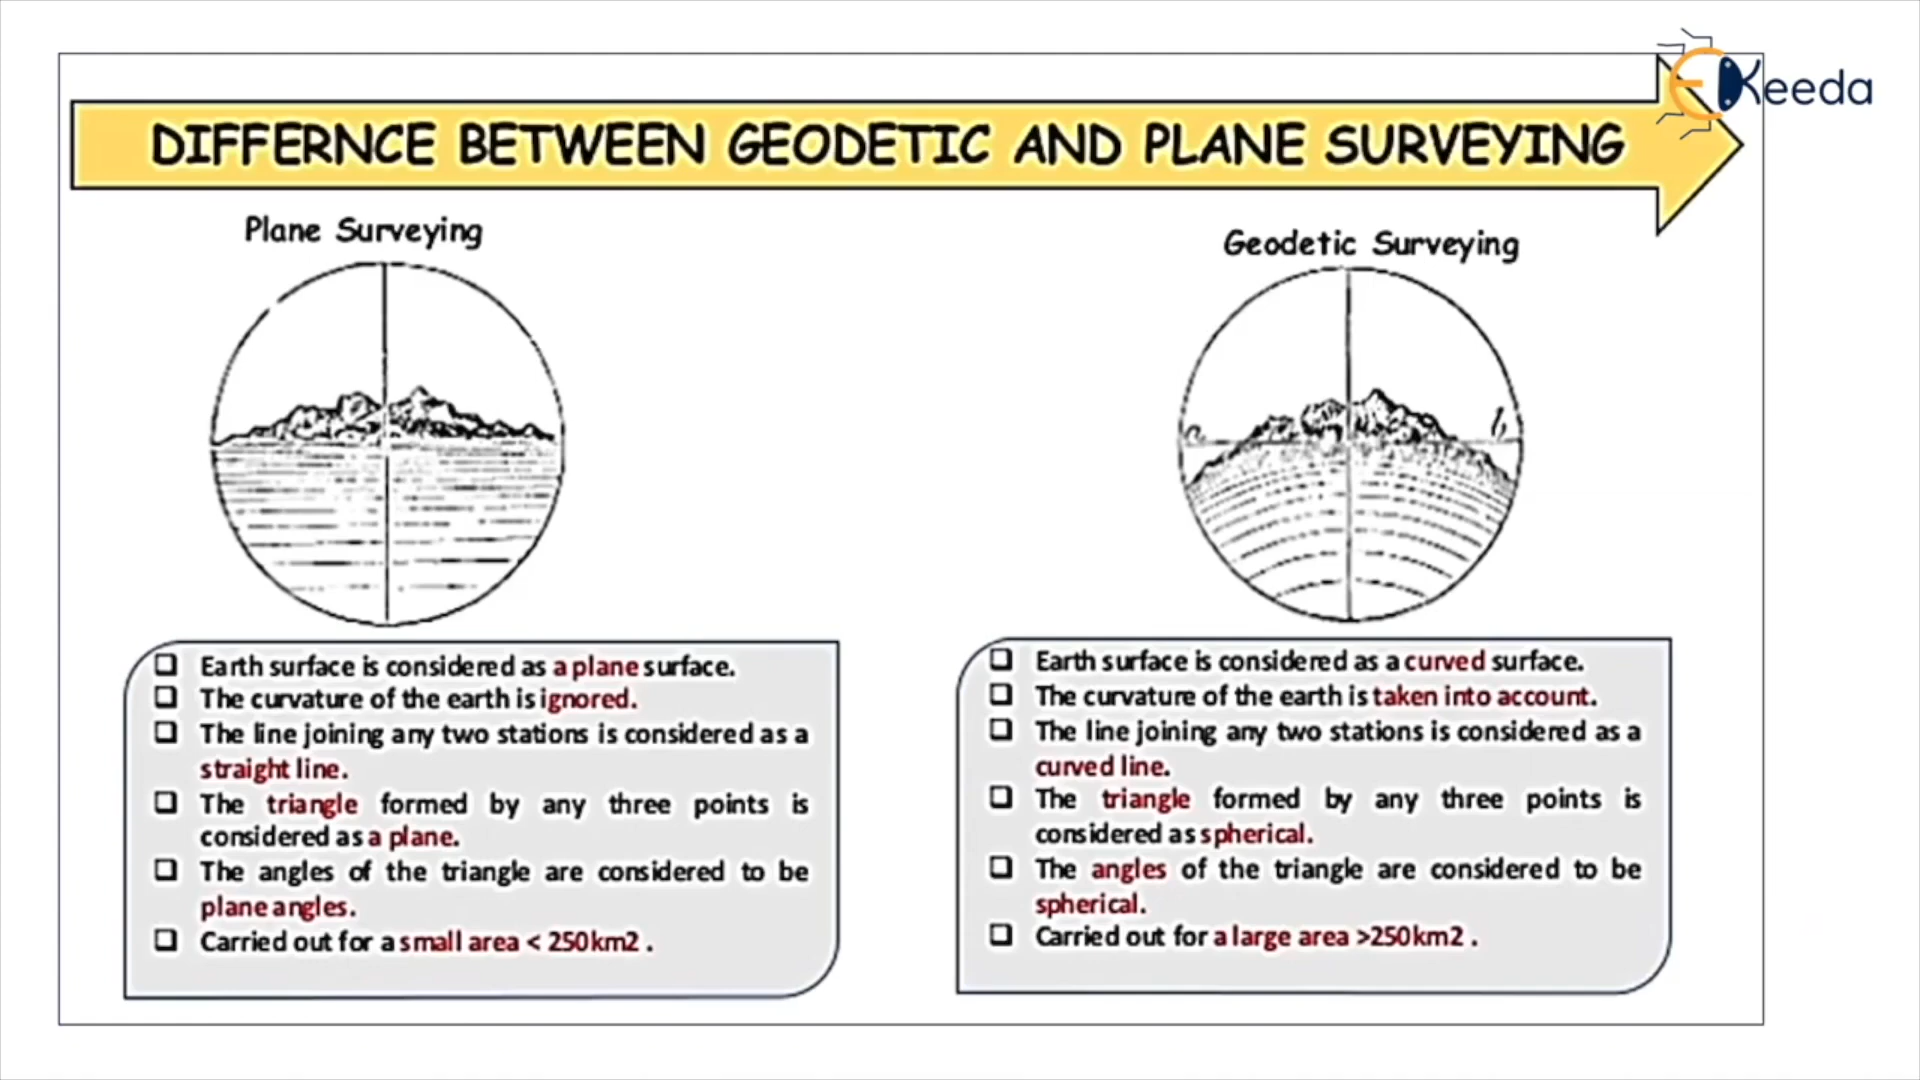 EKeeda
DIFFERNCE BETWEEN GEODETIC AND PLANE SURVEYING
Plane Surveying
Earth surface is considered as a plane surface.
The curvature of the earth is ignored.
The line joining any two stations is considered as a
straight line.
The triangle formed by any three points is
considered as a plane.
The angles of the triangle are considered to be
plane angles.
Carried out for a small area < 250km2 .
Geodetic Surveying
a
b
Earth surface is considered as a curved surface.
The curvature of the earth is taken into account.
The line joining any two stations is considered as a
curved line.
The triangle formed by any three points is
considered as spherical.
The angles of the triangle are considered to be
spherical.
Carried out for a large area >250km2 .